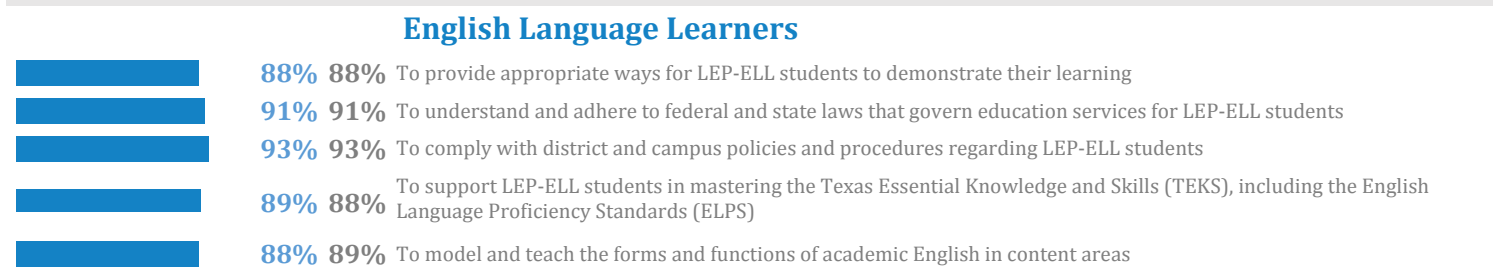 English Language Learners
88% 88% To provide appropriate ways for LEP-ELL students to demonstrate their learning
91% 91% To understand and adhere to federal and state laws that govern education services for LEP-ELL students
93% 93% To comply with district and campus policies and procedures regarding LEP-ELL students
89% 88% To support LEP-ELL students in mastering the Texas Essential Knowledge and Skills (TEKS), including the English
Language Proficiency Standards (ELPS)
88% 89% To model and teach the forms and functions of academic English in content areas